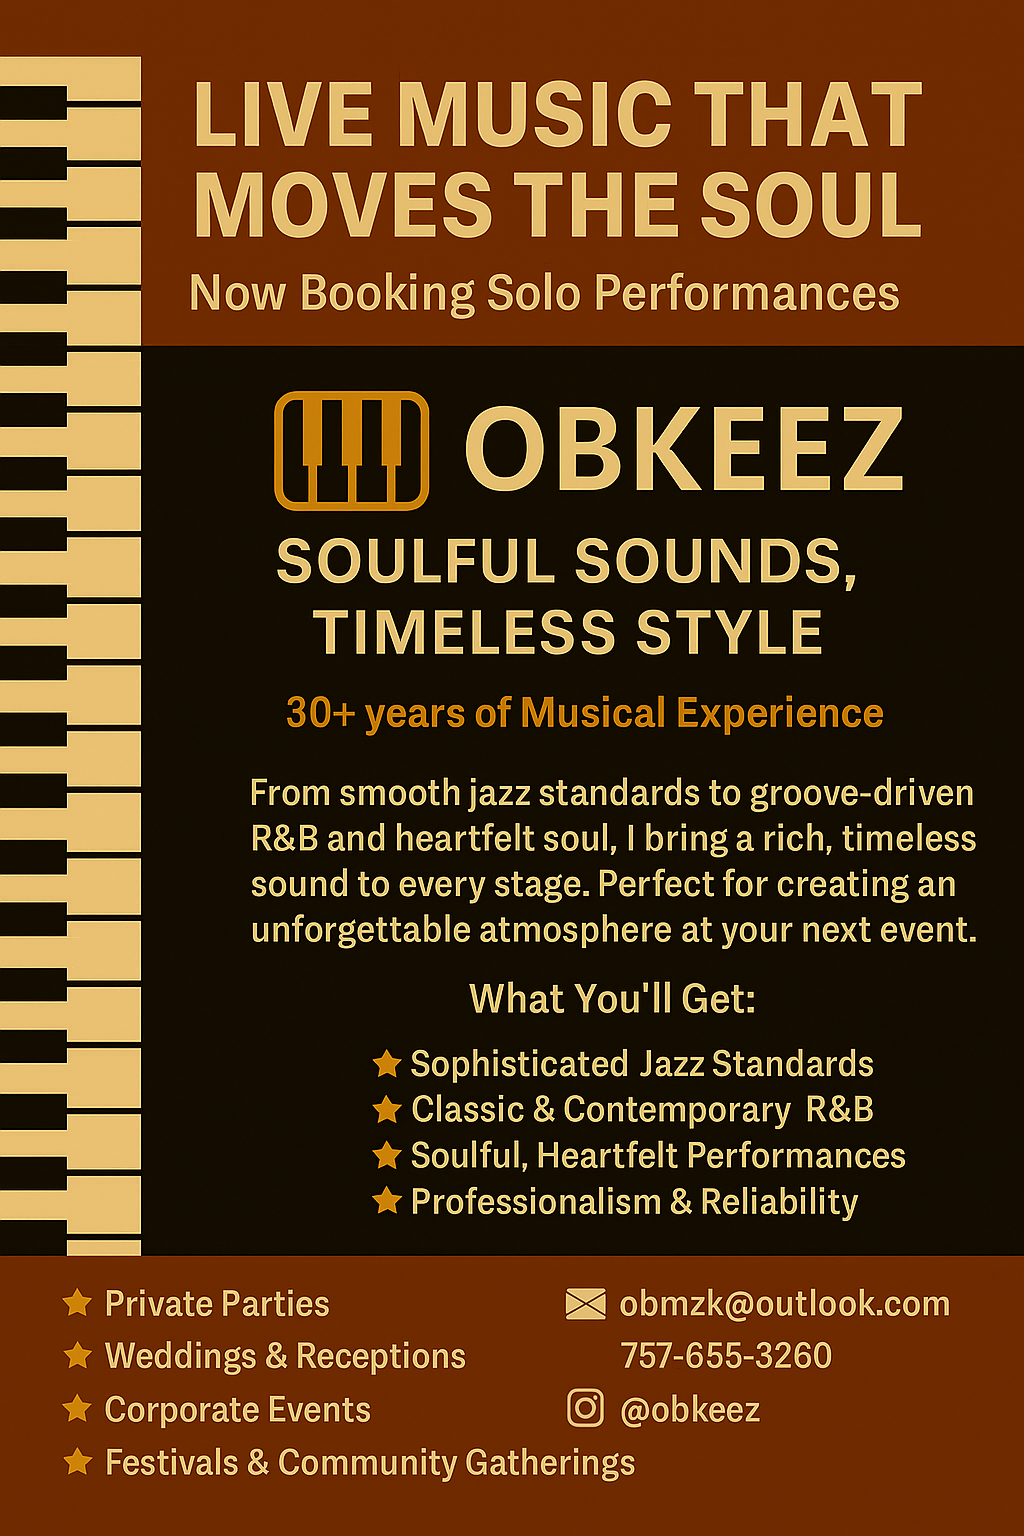 LIVE MUSIC THAT
MOVES THE SOUL
Now Booking Solo Performances
OBKEEZ
SOULFUL SOUNDS,
TIMELESS STYLE
30+ years of Musical Experience
From smooth jazz standards to groove-driven
R&B and heartfelt soul, I bring a rich, timeless
sound to every stage. Perfect for creating an
unforgettable atmosphere at your next event.
What You'll Get:
Sophisticated Jazz Standards
Classic & Contemporary R&B
Soulful, Heartfelt Performances
Professionalism & Reliability
Private Parties
Weddings & Receptions
Corporate Events
Festivals & Community Gatherings
obmzk@outlook.com
757-655-3260
@obkeez